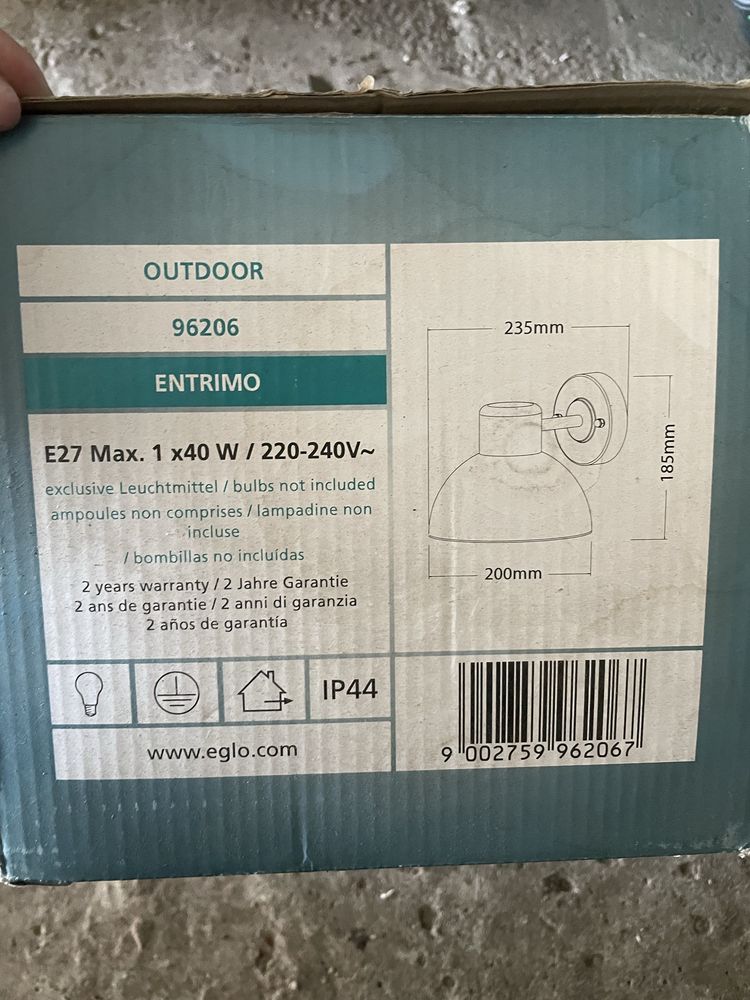 OUTDOOR
96206
ENTRIMO
E27 Max. 1 x40 W / 220-240V~
exclusive Leuchtmittel / bulbs not included
ampoules non comprises / lampadine non
incluse
/ bombillas no incluídas
2 years warranty / 2 Jahre Garantie
2 ans de garantie / 2 anni di garanzia
2 años de garantía
IP44
www.eglo.com
235mm
185mm
200mm
9 002759 962067